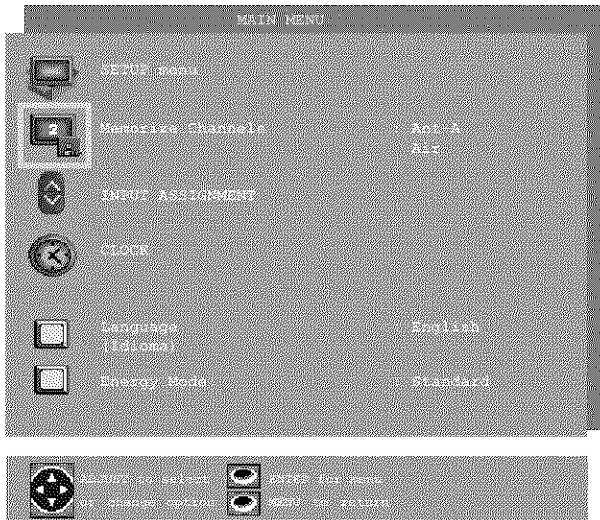 MAIN MENU
SETUP menu
Memorize Channels : Ant A
Air
INPUT ASSIGNMENT
CLOCK
Language : English
(Idioma)
Energy Mode : Standard
ADJUST to select ENTER for menu
or change option MENU to return